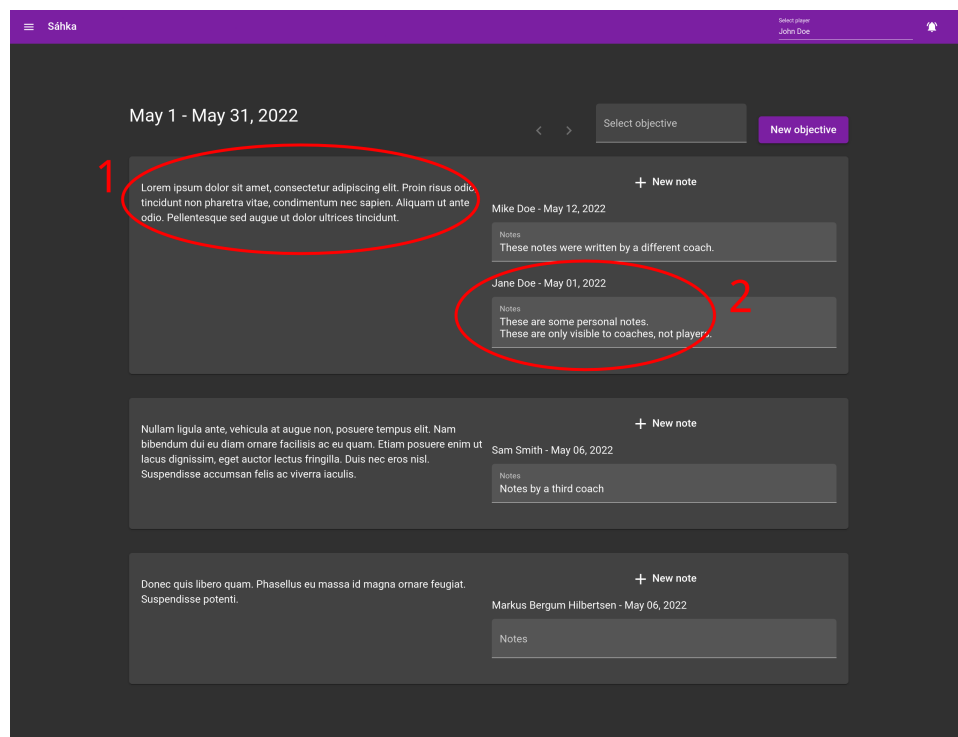 Sáhka
Select player
John Doe
May 1 - May 31, 2022
Select objective
New objective
1
Lorem ipsum dolor sit amet, consectetur adipiscing elit. Proin risus odio,
tincidunt non pharetra vitae, condimentum nec sapien. Aliquam ut ante
odio. Pellentesque sed augue ut dolor ultrices tincidunt.
+ New note
Mike Doe - May 12, 2022
Notes
These notes were written by a different coach.
Jane Doe - May 01, 2022
2
Notes
These are some personal notes.
These are only visible to coaches, not players.
Nullam ligula ante, vehicula at augue non, posuere tempus elit. Nam
bibendum dui eu diam ornare facilisis ac eu quam. Etiam posuere enim ut
lacus dignissim, eget auctor lectus fringilla. Duis nec eros nisl.
Suspendisse accumsan felis ac viverra iaculis.
+ New note
Sam Smith - May 06, 2022
Notes
Notes by a third coach
Donec quis libero quam. Phasellus eu massa id magna ornare feugiat.
Suspendisse potenti.
+ New note
Markus Bergum Hilbertsen - May 06, 2022
Notes